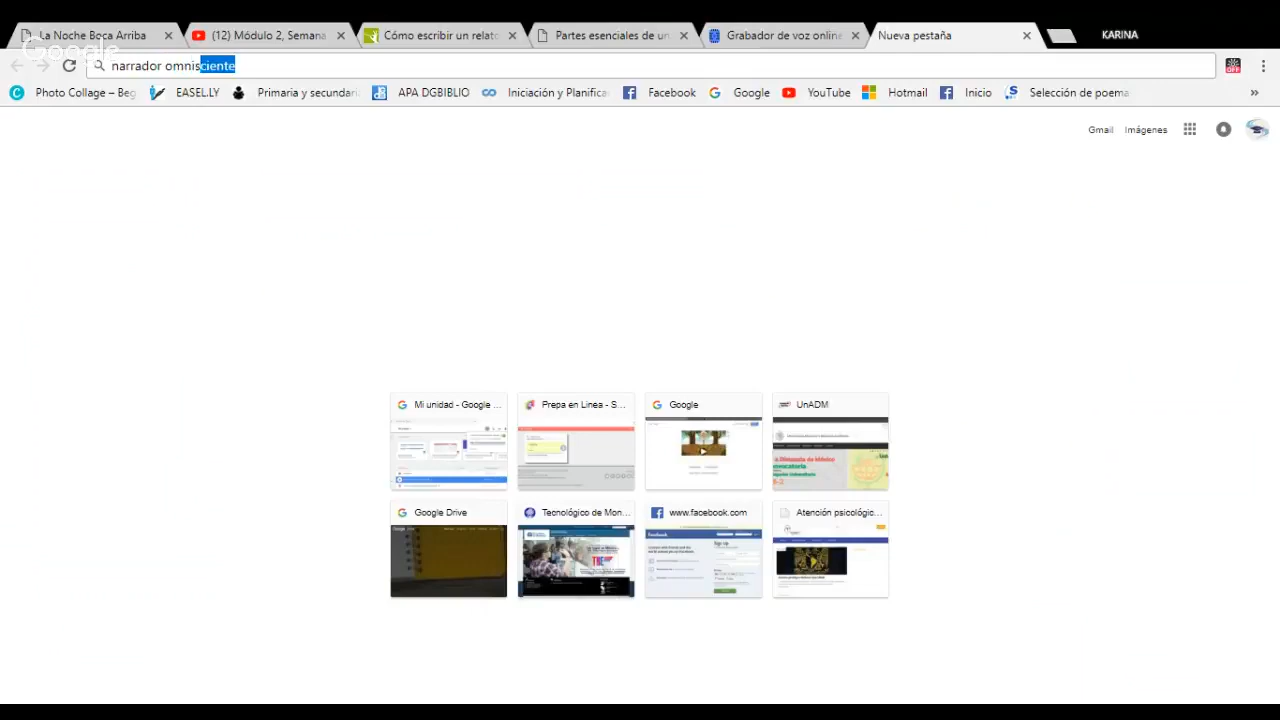 La Noche Boca Arriba
(12) Módulo 2, Semana
Cómo escribir un relato
Partes esenciales de un
Grabador de voz online
Nueva pestaña
KARINA
Google
narrador omnisciente
OFF
Photo Collage – Beg
EASEL.LY
Primaria y secundari
APA DGBIBLIO
Iniciación y Planifica
Facebook
Google
YouTube
Hotmail
Inicio
Selección de poema
»
Gmail
Imágenes
Mi unidad - Google ...
Prepa en Linea - S...
Google
UnADM
Google Drive
Tecnológico de Mon...
www.facebook.com
Atención psicológic...